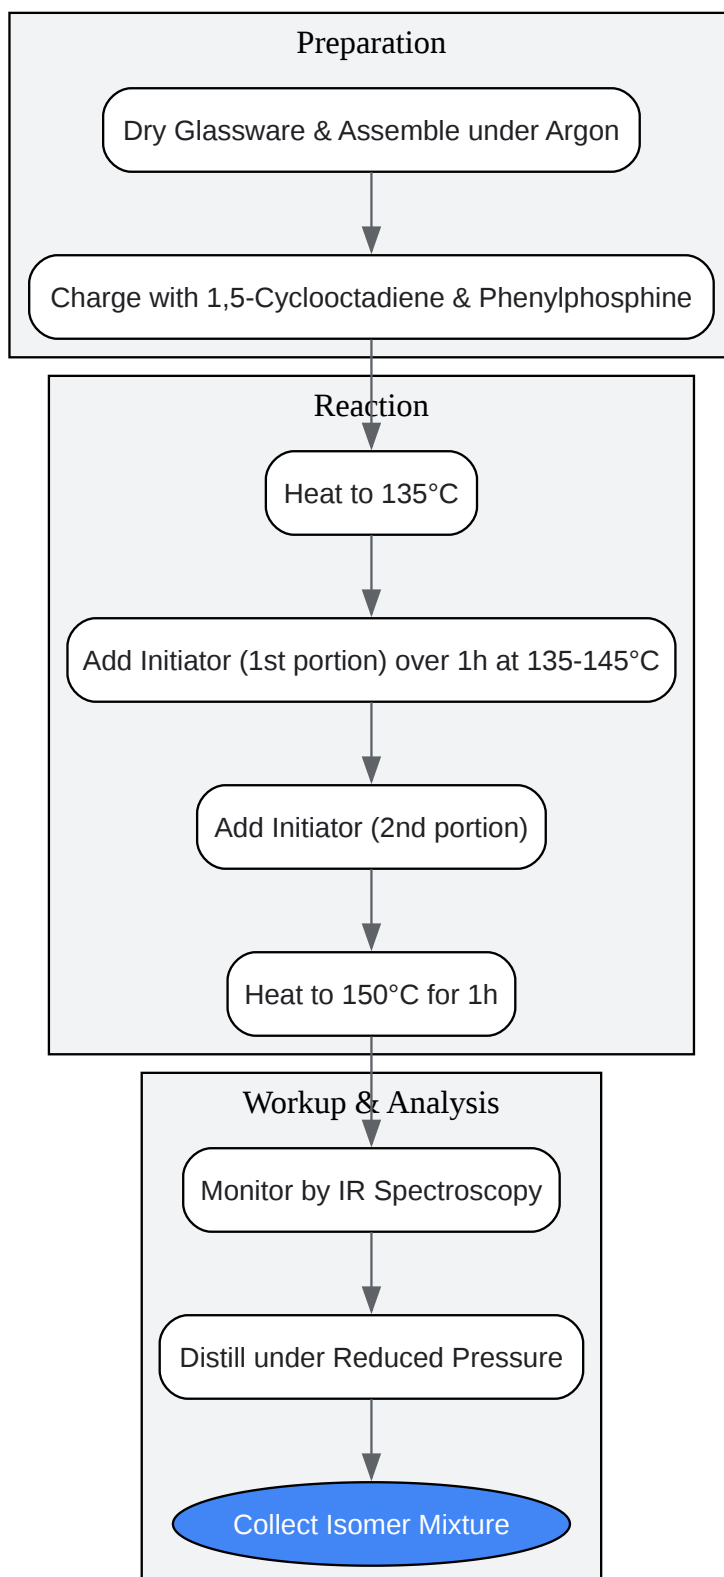 Preparation
Dry Glassware & Assemble under Argon
Charge with 1,5-Cyclooctadiene & Phenylphosphine
Reaction
Heat to 135°C
Add Initiator (1st portion) over 1h at 135-145°C
Add Initiator (2nd portion)
Heat to 150°C for 1h
Workup & Analysis
Monitor by IR Spectroscopy
Distill under Reduced Pressure
Collect Isomer Mixture